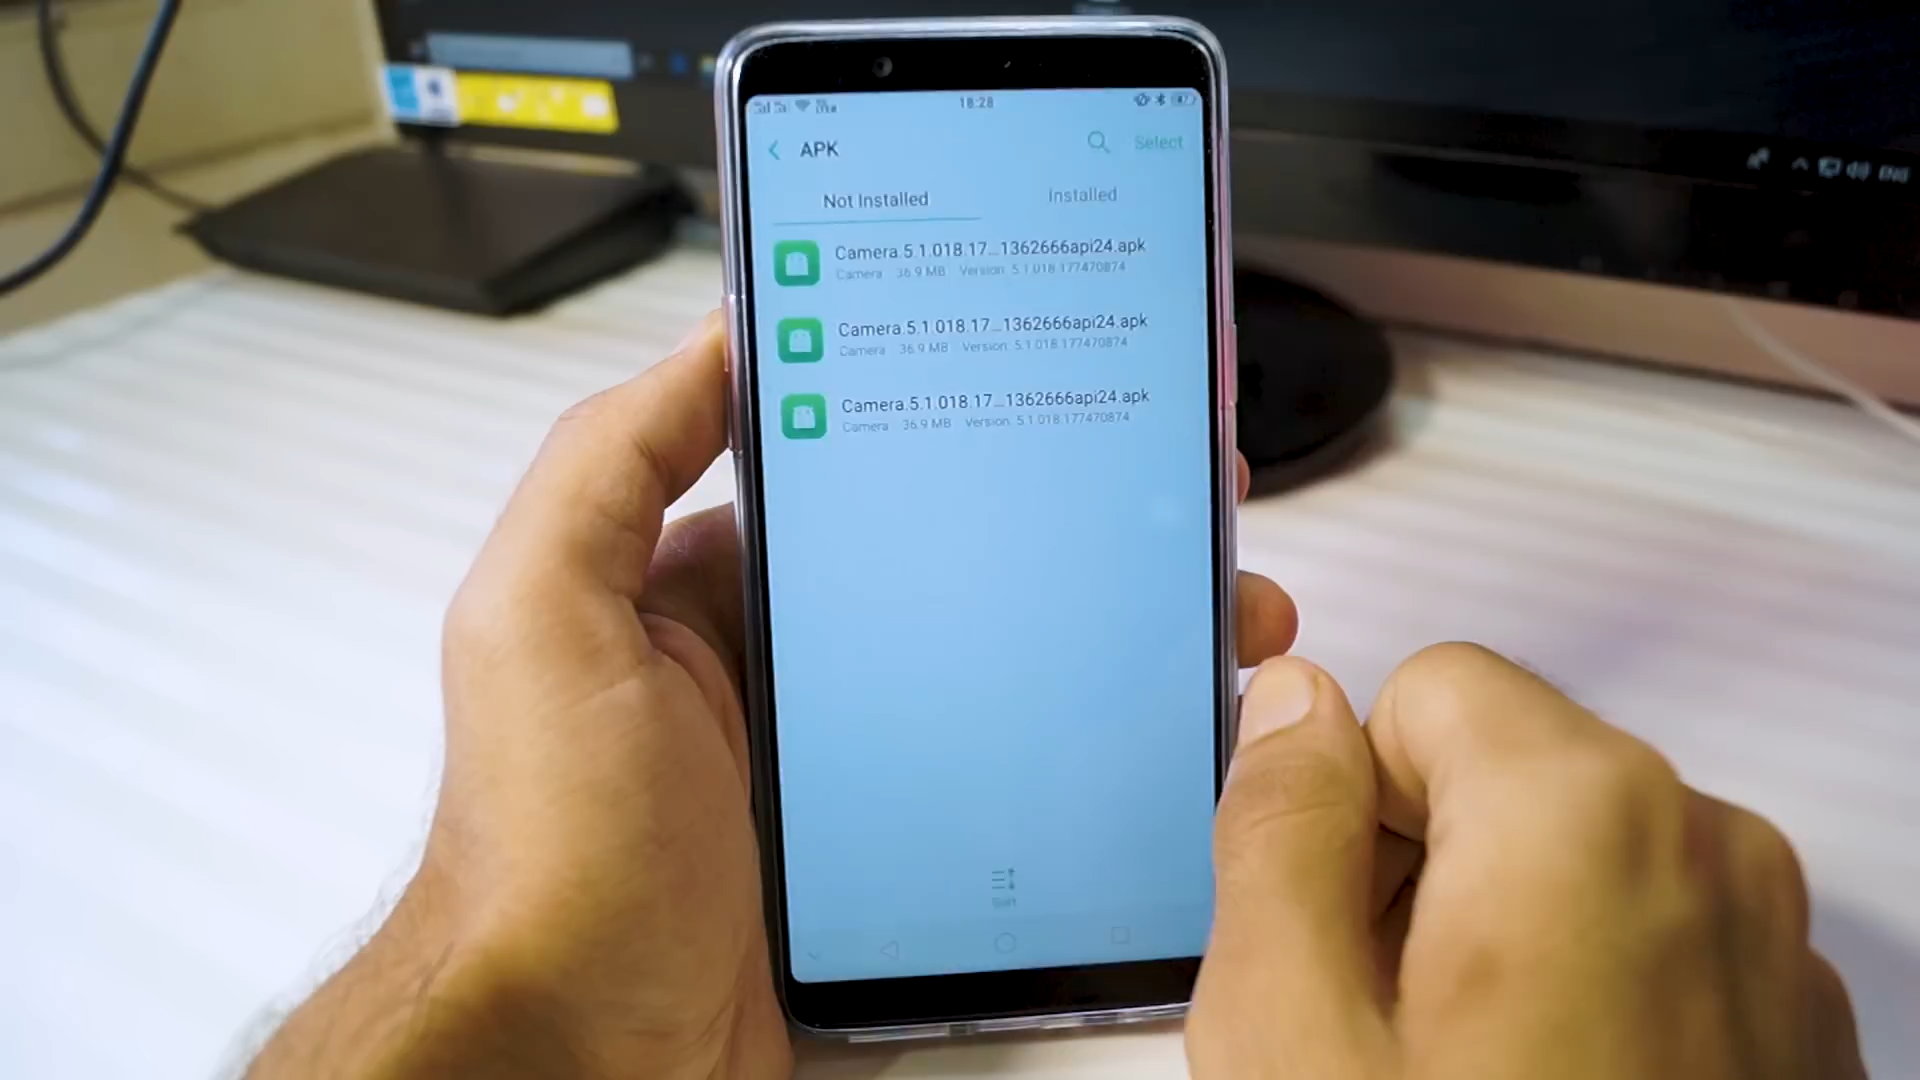 18:28
APK
Select
Not Installed
Installed
Camera.5.1.018.17...1362666api24.apk
Camera 36.9 MB Version: 5.1.018.177470874
Camera.5.1.018.17...1362666api24.apk
Camera 36.9 MB Version: 5.1.018.177470874
Camera.5.1.018.17...1362666api24.apk
Camera 36.9 MB Version: 5.1.018.177470874
Sort
ENG